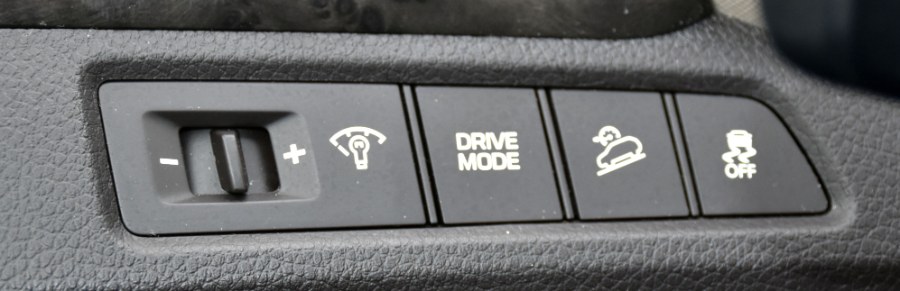 - +
DRIVE
MODE
OFF